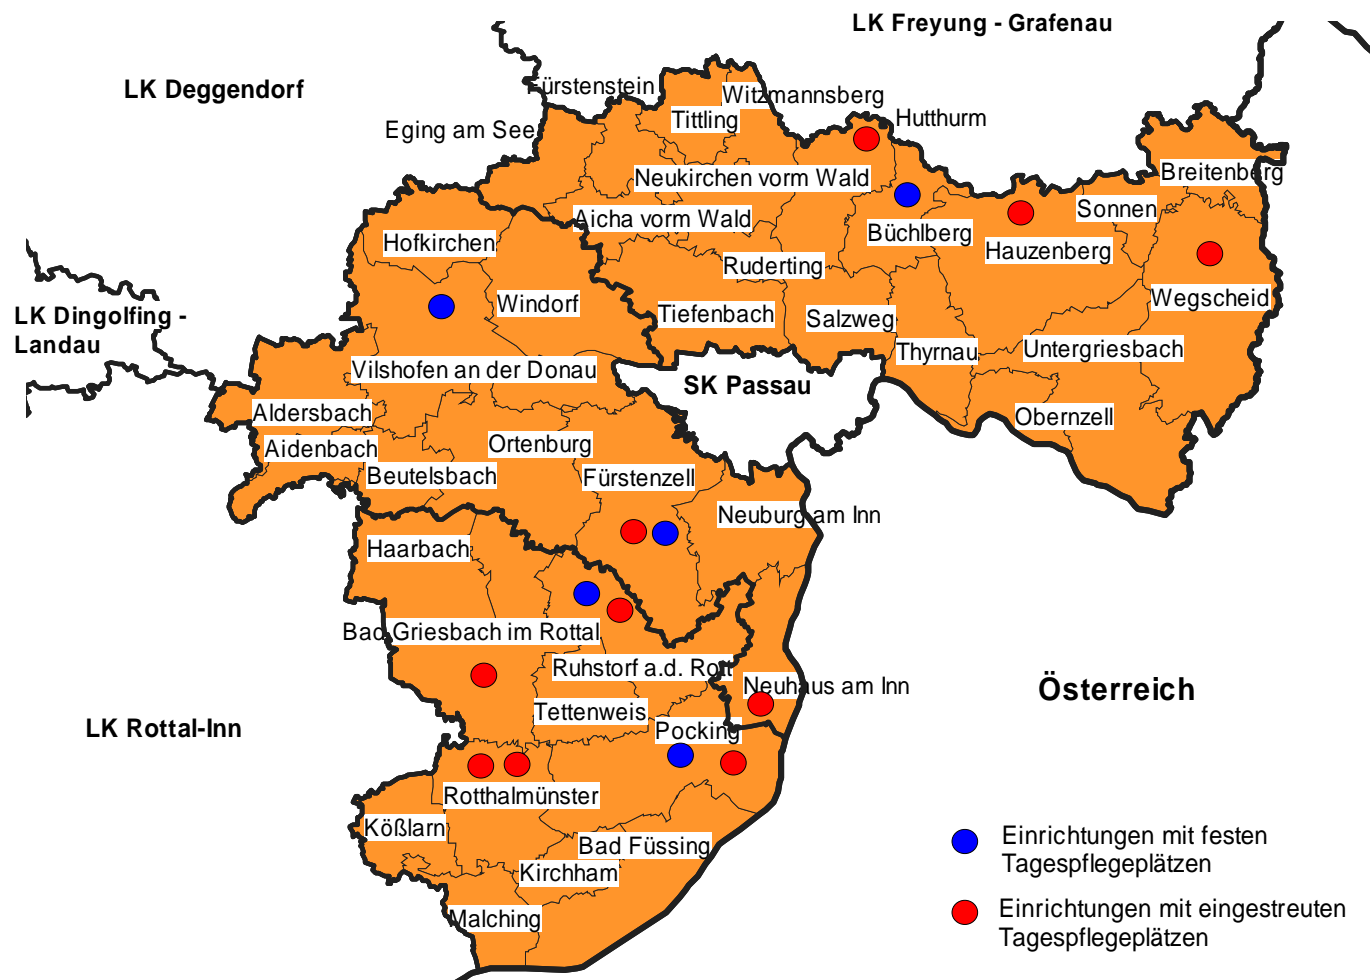 LK Freyung - Grafenau
LK Deggendorf
Fürstenstein
Witzmannsberg
Tittling
Hutthurm
Eging am See
Neukirchen vorm Wald
Breitenberg
Sonnen
Aicha vorm Wald
Büchlberg
Hauzenberg
Hofkirchen
Ruderting
Wegscheid
Windorf
LK Dingolfing -
Landau
Tiefenbach
Salzweg
Thyrnau
Untergriesbach
Vilshofen an der Donau
SK Passau
Aldersbach
Obernzell
Aidenbach
Ortenburg
Beutelsbach
Fürstenzell
Neuburg am Inn
Haarbach
Bad Griesbach im Rottal
Ruhstorf a.d. Rott
Neuhaus am Inn
Österreich
Tettenweis
LK Rottal-Inn
Pocking
Rotthalmünster
Kößlarn
Bad Füssing
Kirchham
Malching
Einrichtungen mit festen
Tagespflegeplätzen
Einrichtungen mit eingestreuten
Tagespflegeplätzen